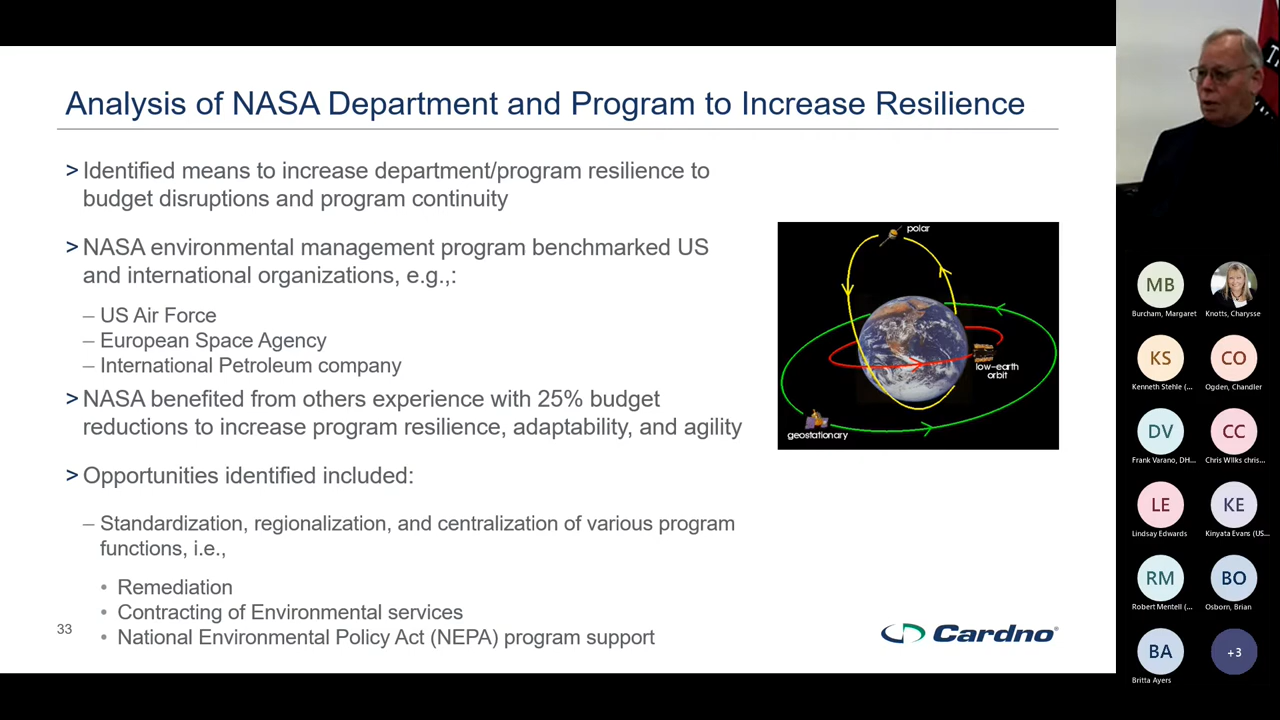 Analysis of NASA Department and Program to Increase Resilience
> Identified means to increase department/program resilience to
budget disruptions and program continuity
> NASA environmental management program benchmarked US
and international organizations, e.g.,:
– US Air Force
– European Space Agency
– International Petroleum company
> NASA benefited from others experience with 25% budget
reductions to increase program resilience, adaptability, and agility
> Opportunities identified included:
– Standardization, regionalization, and centralization of various program
functions, i.e.,
• Remediation
• Contracting of Environmental services
• National Environmental Policy Act (NEPA) program support
33
polar
low-earth
orbit
geostationary
Cardno®
MB
Burcham, Margaret
Knotts, Charysse
KS
Kenneth Stehle (...
CO
Ogden, Chandler
DV
Frank Varano, DH...
CC
Chris Wilks chris...
LE
Lindsay Edwards
KE
Kinyata Evans (US...
RM
Robert Mentell (...
BO
Osborn, Brian
BA
Britta Ayers
+3